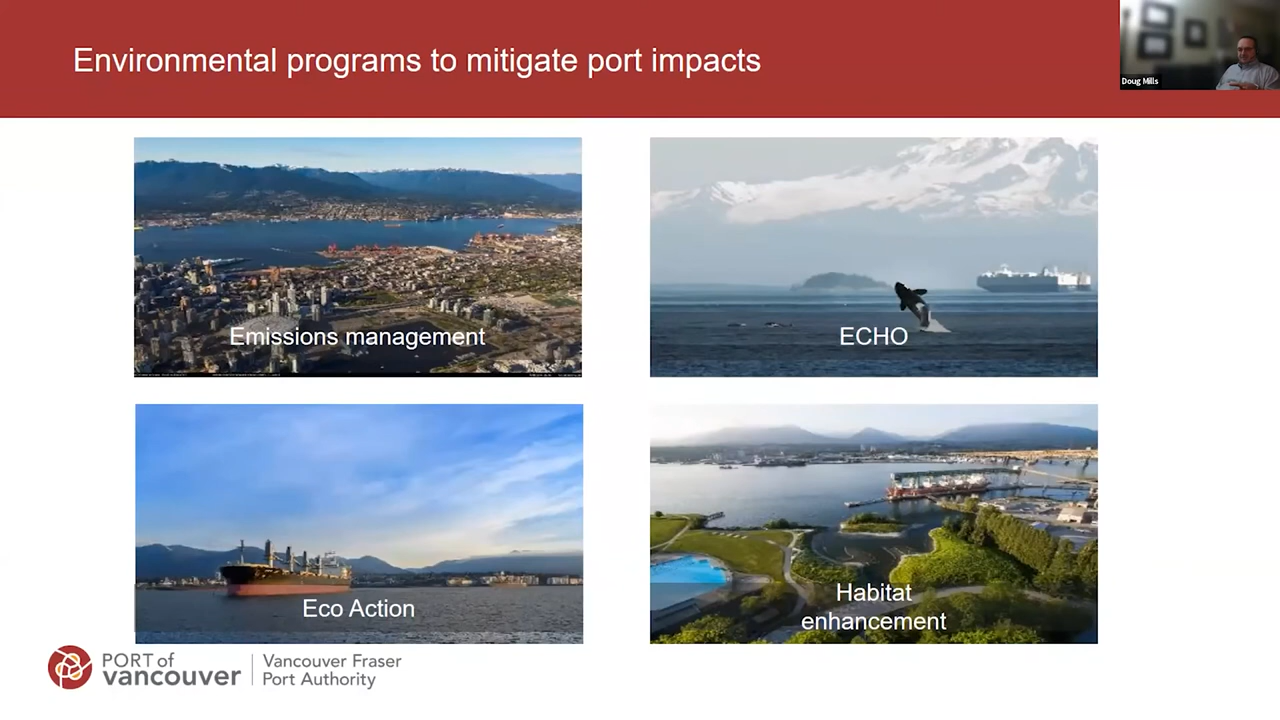 Environmental programs to mitigate port impacts
Doug Mills
Emissions management
ECHO
Eco Action
Habitat
enhancement
PORT of
vancouver
Vancouver Fraser
Port Authority